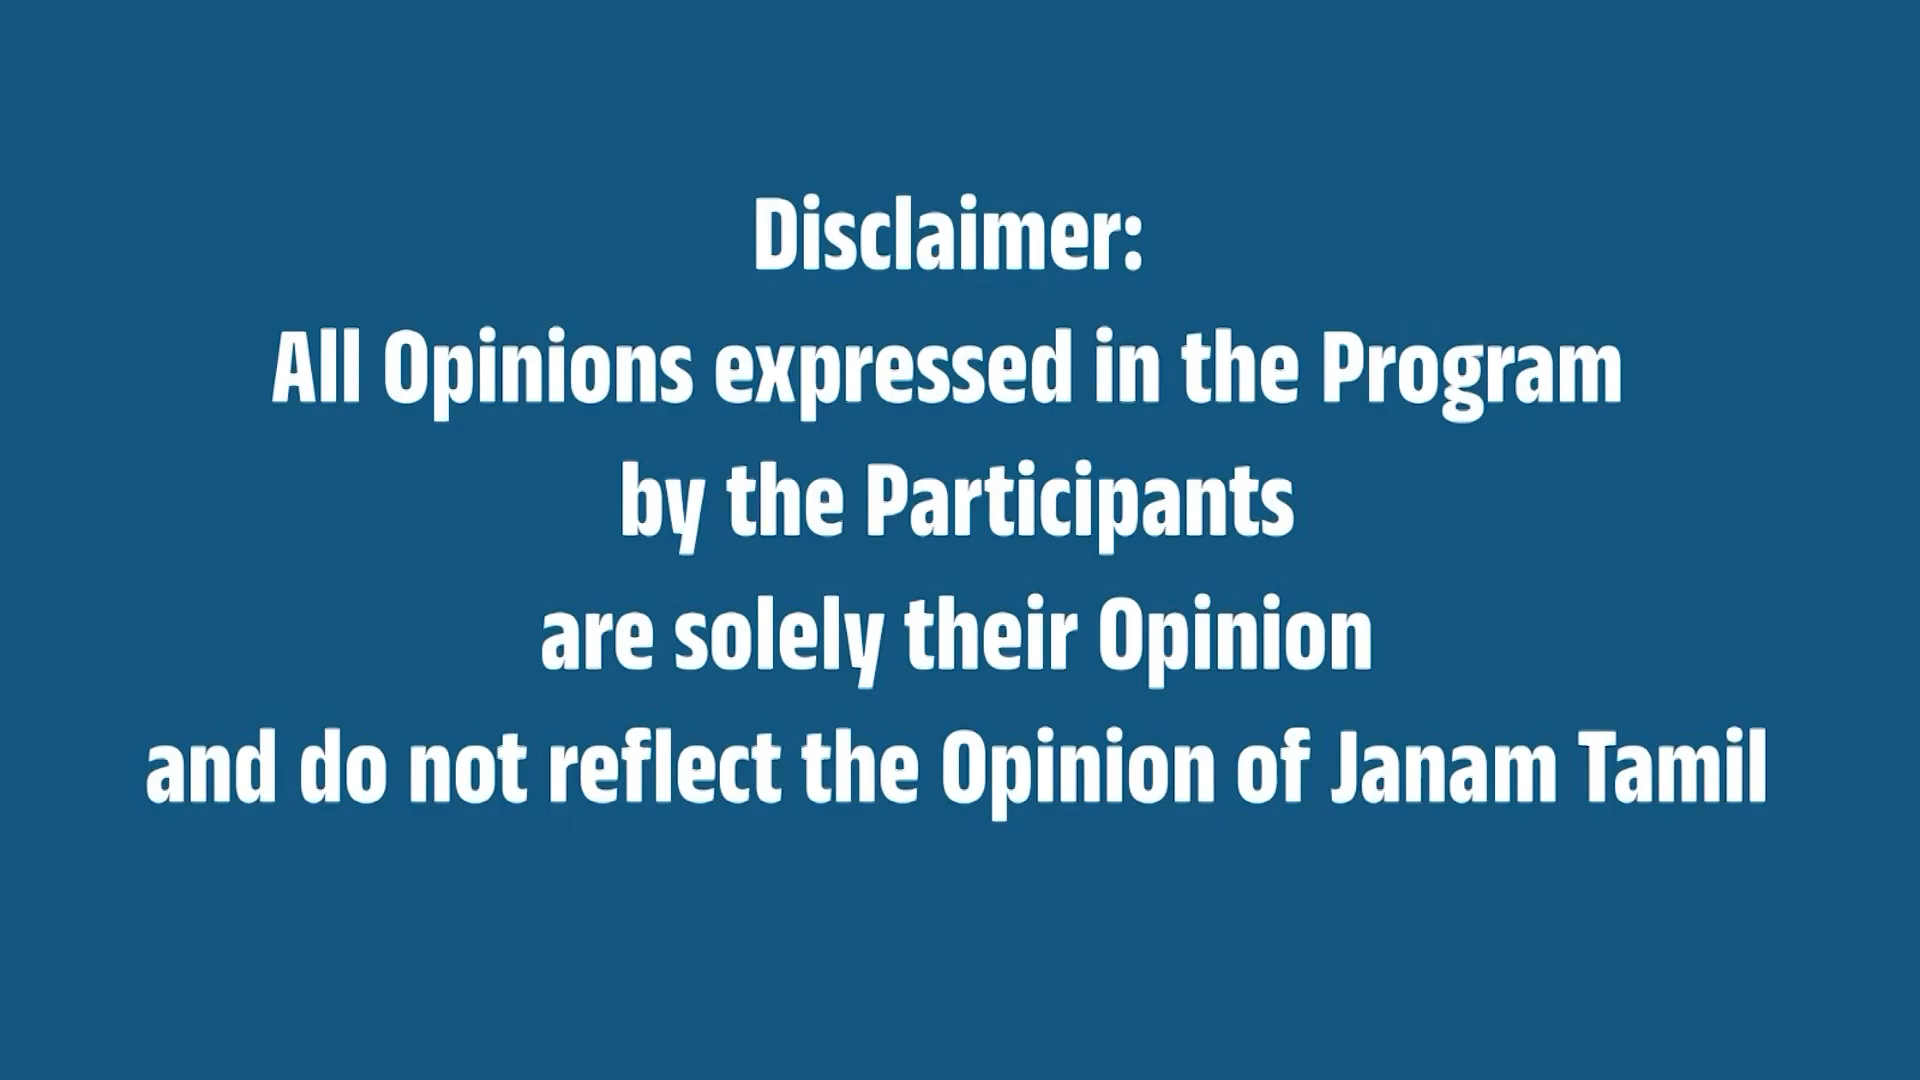 Disclaimer:
All Opinions expressed in the Program
by the Participants
are solely their Opinion
and do not reflect the Opinion of Janam Tamil